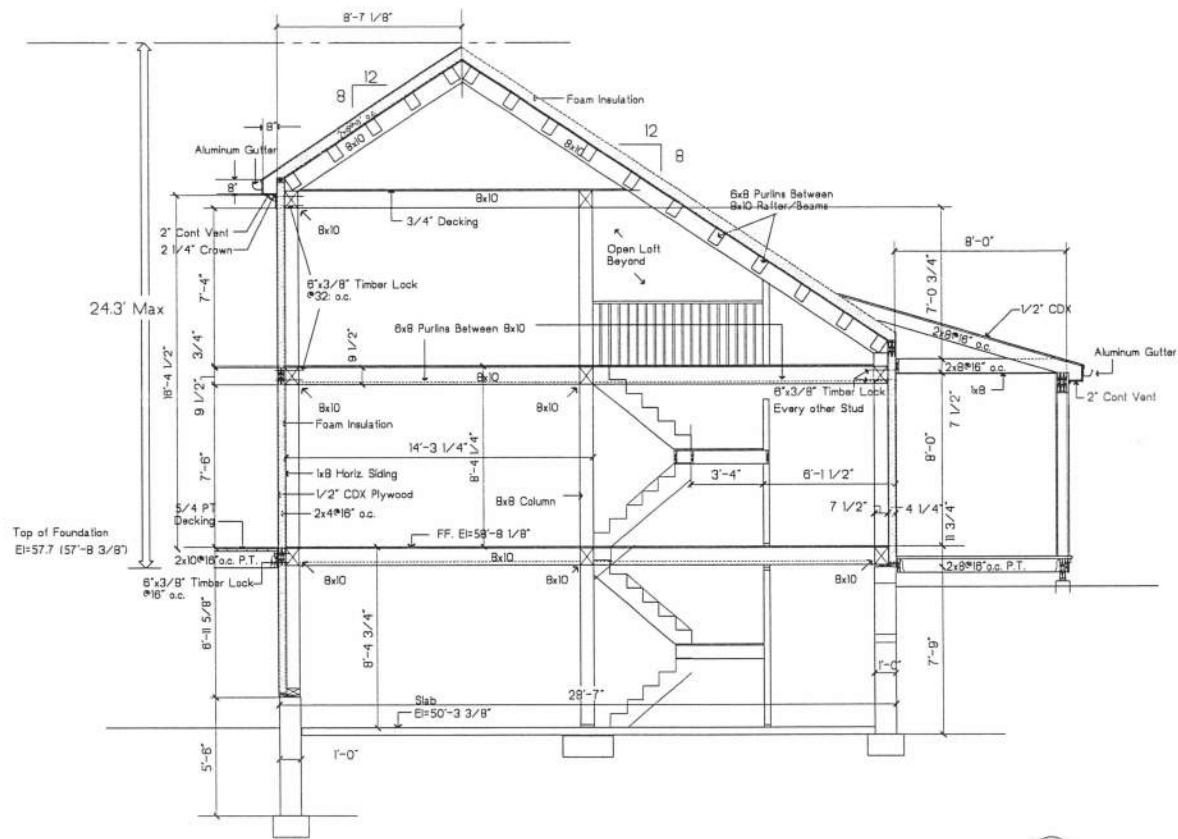 8'-7 1/8"
12
8
Foam Insulation
2x8@16" o.c.
8x10
12
8
8x10
8"
Aluminum Gutter
8"
8x10
6x8 Purlins Between
8x10 Rafter/Beams
3/4" Decking
8x10
2" Cont Vent
2 1/4" Crown
Open Loft
Beyond
8'-0"
7'-4"
6"x3/8" Timber Lock
@32: o.c.
7'-0 3/4"
1/2" CDX
24.3' Max
16'-4 1/2"
3/4"
9 1/2"
6x8 Purlins Between 8x10
2x8@16" o.c.
2x8@16" o.c.
Aluminum Gutter
8x10
1x8
2" Cont Vent
6"x3/8" Timber Lock
Every other Stud
9 1/2"
8x10
8x10
7 1/2"
Foam Insulation
14'-3 1/4"
8'-4 1/4"
8'-0"
7'-6"
1x8 Horiz. Siding
3'-4"
6'-1 1/2"
1/2" CDX Plywood
8x8 Column
2x4@16" o.c.
7 1/2"
4 1/4"
11 3/4"
5/4 PT
Decking
Top of Foundation
El=57.7 (57'-8 3/8")
FF. El=58'-8 1/8"
2x10@16"o.c. P.T.
8x10
2x8@16"o.c. P.T.
6"x3/8" Timber Lock
@16" o.c.
8x10
8x10
8x10
6'-11 5/8"
8'-4 3/4"
7'-9"
1'-0"
28'-7"
Slab
El=50'-3 3/8"
5'-6"
1'-0"